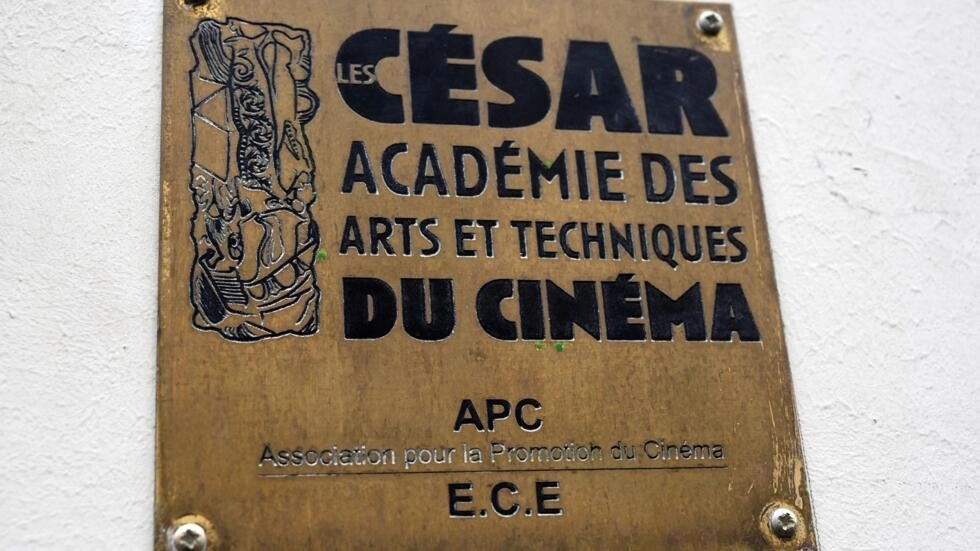 LES CÉSAR
ACADÉMIE DES
ARTS ET TECHNIQUES
DU CINÉMA
APC
Association pour la Promotion du Cinéma
E.C.E